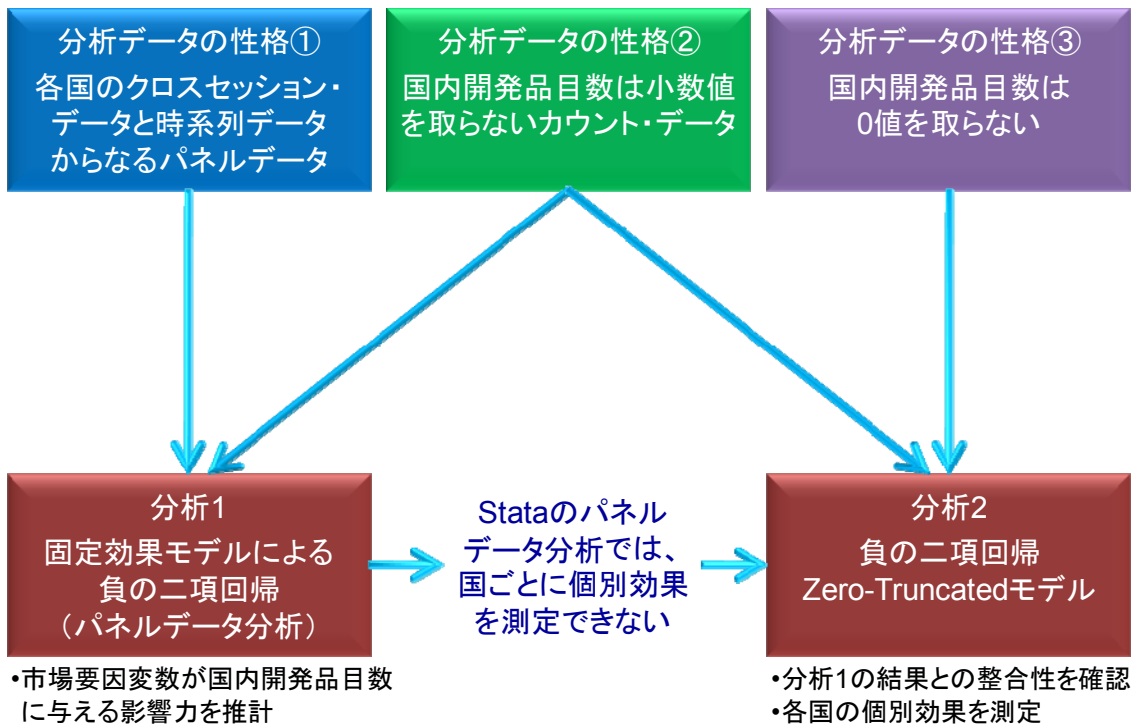 分析データの性格①
各国のクロスセッション・
データと時系列データ
からなるパネルデータ
分析データの性格②
国内開発品目数は小数値
を取らないカウント・データ
分析データの性格③
国内開発品目数は
0値を取らない
分析1
固定効果モデルによる
負の二項回帰
（パネルデータ分析）
•市場要因変数が国内開発品目数
に与える影響力を推計
Stataのパネル
データ分析では、
国ごとに個別効果
を測定できない
分析2
負の二項回帰
Zero-Truncatedモデル
•分析1の結果との整合性を確認
•各国の個別効果を測定